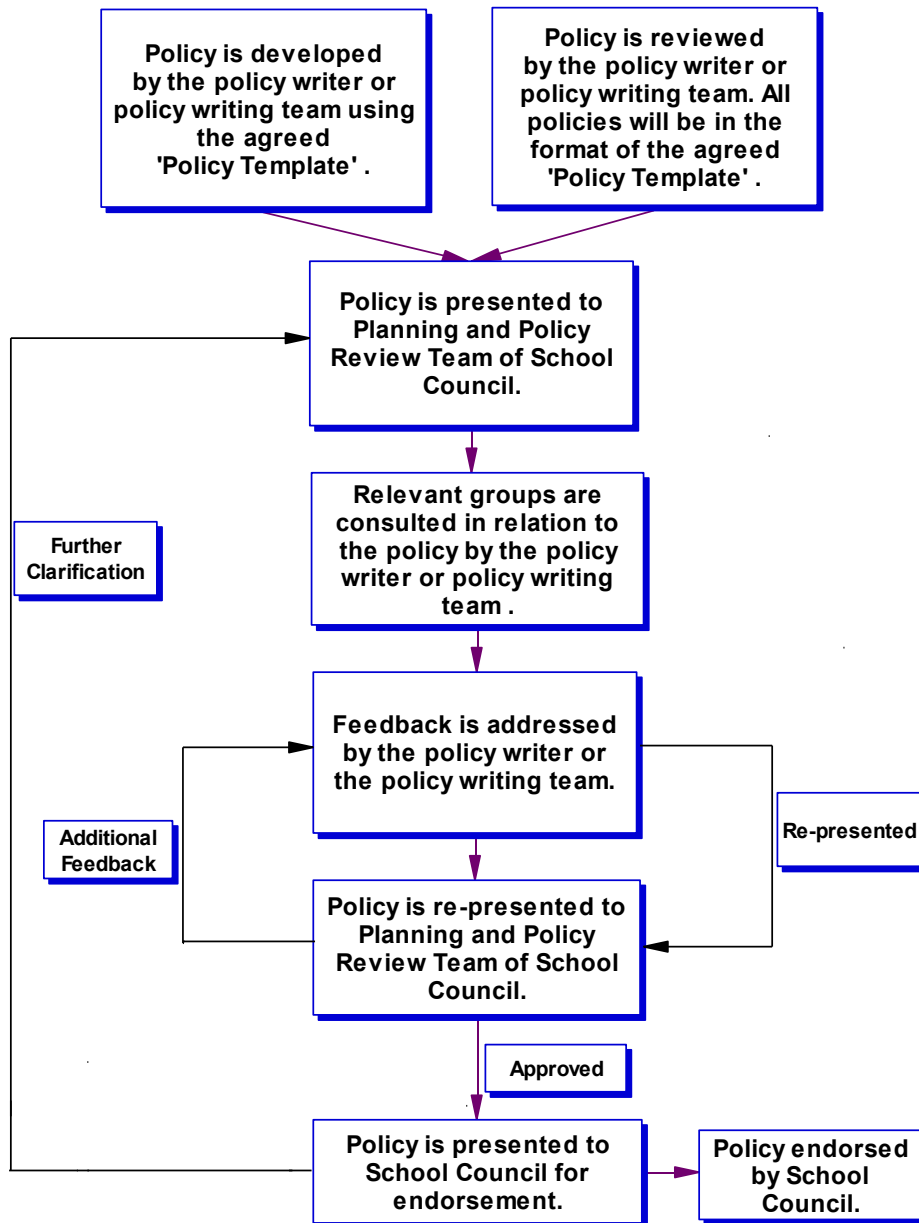 Policy is developed
by the policy writer or
policy writing team using
the agreed
'Policy Template' .
Policy is reviewed
by the policy writer or
policy writing team. All
policies will be in the
format of the agreed
'Policy Template' .
Policy is presented to
Planning and Policy
Review Team of School
Council.
Relevant groups are
consulted in relation to
the policy by the policy
writer or policy writing
team .
Further
Clarification
Feedback is addressed
by the policy writer or
the policy writing team.
Additional
Feedback
Re-presented
Policy is re-presented to
Planning and Policy
Review Team of School
Council.
Approved
Policy is presented to
School Council for
endorsement.
Policy endorsed
by School
Council.